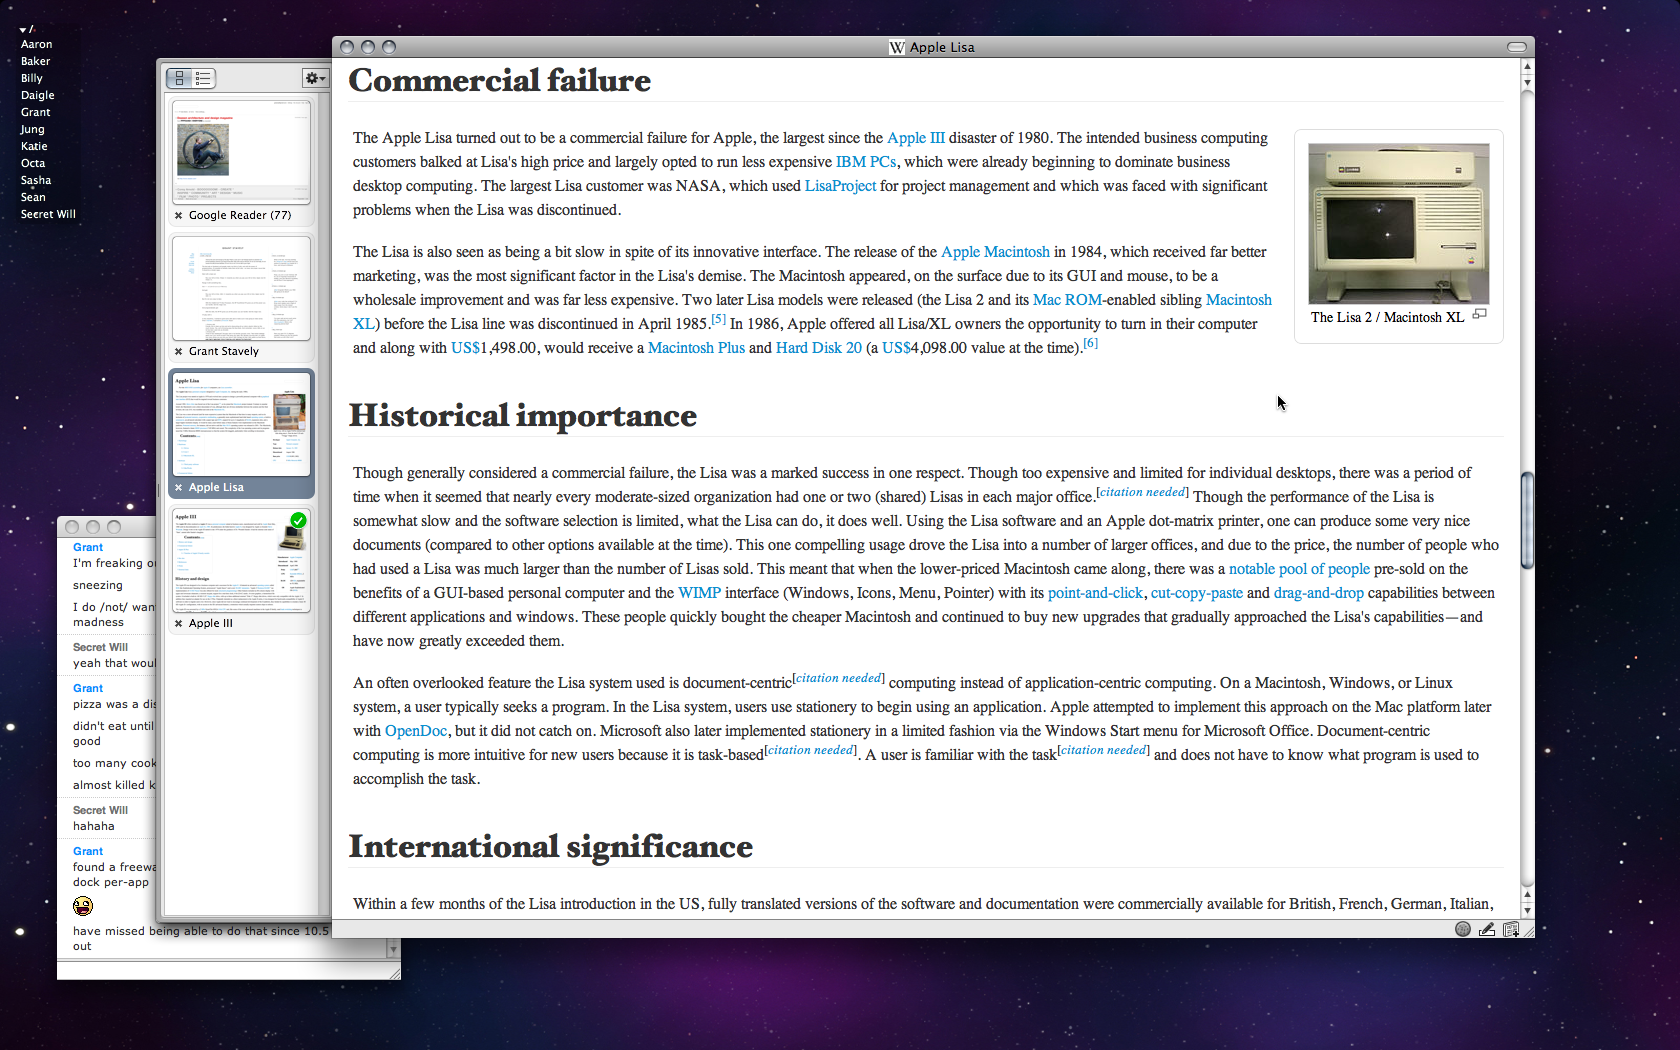 /
Aaron
Baker
Billy
Daigle
Grant
Jung
Katie
Octa
Sasha
Sean
Secret Will
Google Reader (77)
GRANT STAVELY
Grant Stavely
Apple Lisa
Contents...
Apple Lisa
Apple III
Contents...
History and design
Apple III
Grant
I'm freaking o
sneezing
I do /not/ wan
madness
Secret Will
yeah that woul
Grant
pizza was a dis
didn't eat until
good
too many cook
almost killed k
Secret Will
hahaha
Grant
found a freewa
dock per-app
have missed being able to do that since 10.5
out
Apple Lisa
Commercial failure
The Apple Lisa turned out to be a commercial failure for Apple, the largest since the Apple III disaster of 1980. The intended business computing
customers balked at Lisa's high price and largely opted to run less expensive IBM PCs, which were already beginning to dominate business
desktop computing. The largest Lisa customer was NASA, which used LisaProject for project management and which was faced with significant
problems when the Lisa was discontinued.
The Lisa is also seen as being a bit slow in spite of its innovative interface. The release of the Apple Macintosh in 1984, which received far better
marketing, was the most significant factor in the Lisa's demise. The Macintosh appeared, on the surface due to its GUI and mouse, to be a
wholesale improvement and was far less expensive. Two later Lisa models were released (the Lisa 2 and its Mac ROM-enabled sibling Macintosh
XL) before the Lisa line was discontinued in April 1985.[5] In 1986, Apple offered all Lisa/XL owners the opportunity to turn in their computer
and along with US$1,498.00, would receive a Macintosh Plus and Hard Disk 20 (a US$4,098.00 value at the time).[6]
The Lisa 2 / Macintosh XL
Historical importance
Though generally considered a commercial failure, the Lisa was a marked success in one respect. Though too expensive and limited for individual desktops, there was a period of
time when it seemed that nearly every moderate-sized organization had one or two (shared) Lisas in each major office.[citation needed] Though the performance of the Lisa is
somewhat slow and the software selection is limited, what the Lisa can do, it does well. Using the Lisa software and an Apple dot-matrix printer, one can produce some very nice
documents (compared to other options available at the time). This one compelling usage drove the Lisa into a number of larger offices, and due to the price, the number of people who
had used a Lisa was much larger than the number of Lisas sold. This meant that when the lower-priced Macintosh came along, there was a notable pool of people pre-sold on the
benefits of a GUI-based personal computer and the WIMP interface (Windows, Icons, Menu, Pointer) with its point-and-click, cut-copy-paste and drag-and-drop capabilities between
different applications and windows. These people quickly bought the cheaper Macintosh and continued to buy new upgrades that gradually approached the Lisa's capabilities—and
have now greatly exceeded them.
An often overlooked feature the Lisa system used is document-centric[citation needed] computing instead of application-centric computing. On a Macintosh, Windows, or Linux
system, a user typically seeks a program. In the Lisa system, users use stationery to begin using an application. Apple attempted to implement this approach on the Mac platform later
with OpenDoc, but it did not catch on. Microsoft also later implemented stationery in a limited fashion via the Windows Start menu for Microsoft Office. Document-centric
computing is more intuitive for new users because it is task-based[citation needed]. A user is familiar with the task[citation needed] and does not have to know what program is used to
accomplish the task.
International significance
Within a few months of the Lisa introduction in the US, fully translated versions of the software and documentation were commercially available for British, French, German, Italian,